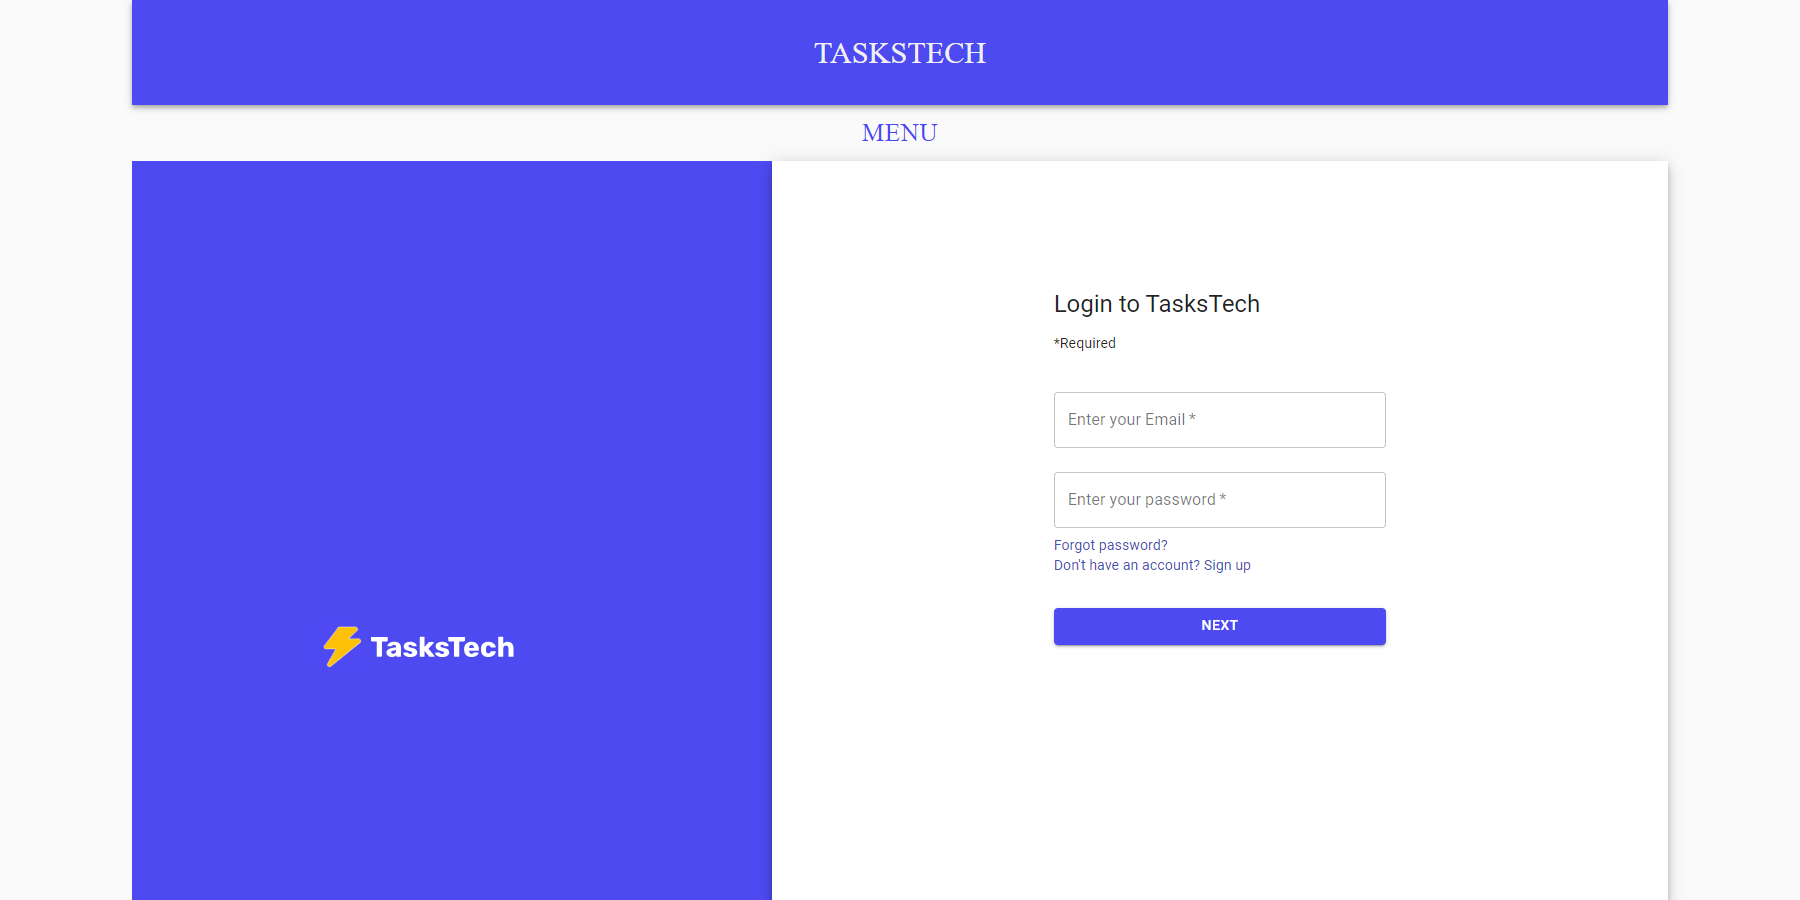 TASKSTECH
MENU
TasksTech
Login to TasksTech
*Required
Enter your Email *
Enter your password *
Forgot password?
Don't have an account? Sign up
NEXT